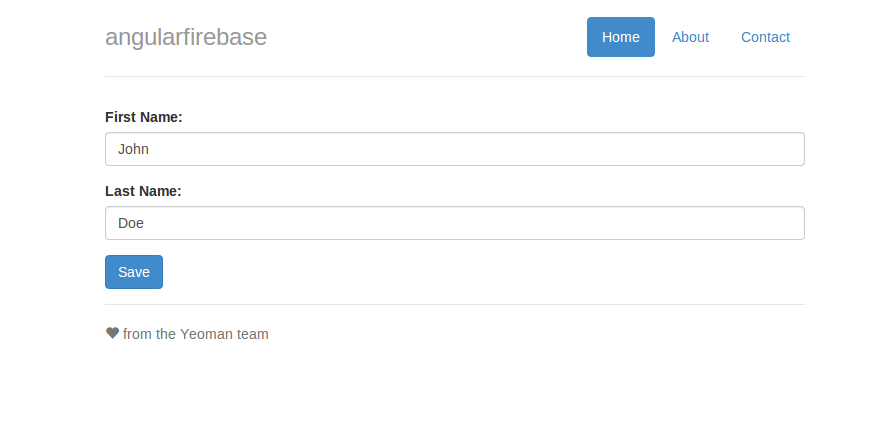 angularfirebase
Home About Contact
First Name:
John
Last Name:
Doe
Save
♥ from the Yeoman team